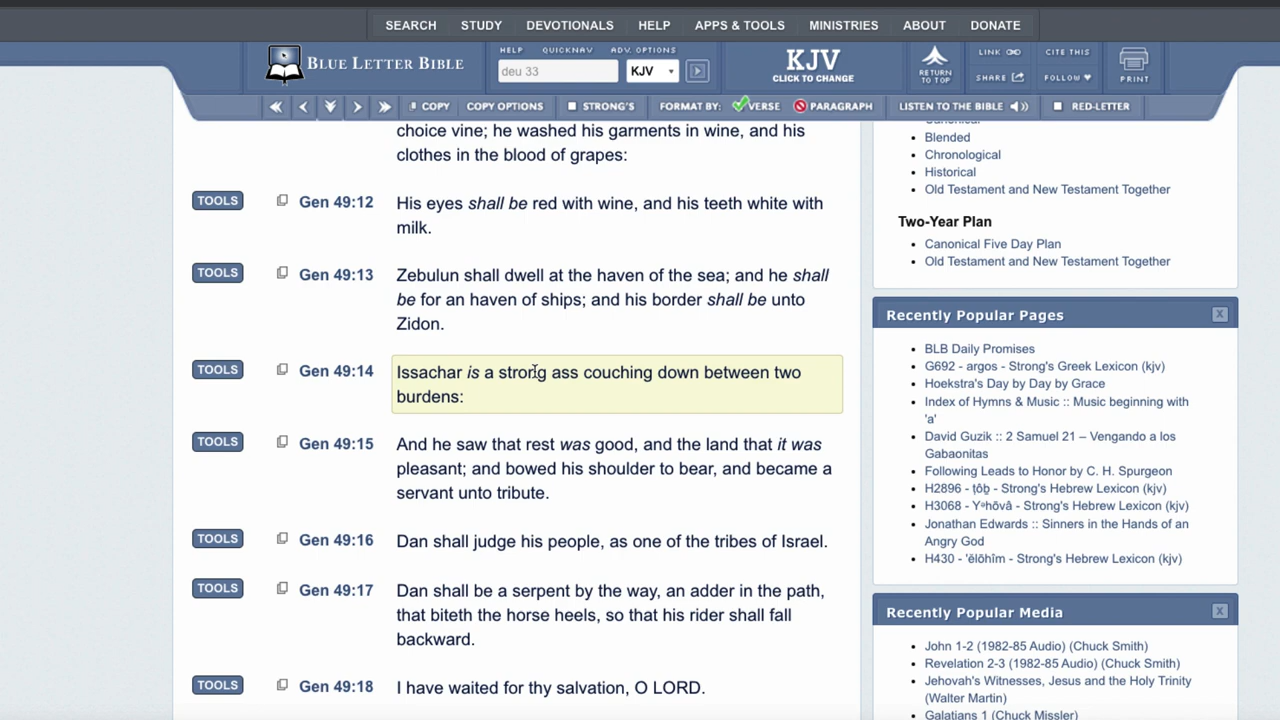 SEARCH STUDY DEVOTIONALS HELP APPS & TOOLS MINISTRIES ABOUT DONATE
BLUE LETTER BIBLE
HELP QUICKNAV ADV. OPTIONS
deu 33 KJV
KJV
CLICK TO CHANGE
RETURN
TO TOP
LINK CITE THIS
SHARE FOLLOW
PRINT
COPY COPY OPTIONS STRONG'S FORMAT BY: VERSE PARAGRAPH LISTEN TO THE BIBLE RED-LETTER
choice vine; he washed his garments in wine, and his
clothes in the blood of grapes:
TOOLS Gen 49:12 His eyes shall be red with wine, and his teeth white with
milk.
TOOLS Gen 49:13 Zebulun shall dwell at the haven of the sea; and he shall
be for an haven of ships; and his border shall be unto
Zidon.
TOOLS Gen 49:14 Issachar is a strong ass couching down between two
burdens:
TOOLS Gen 49:15 And he saw that rest was good, and the land that it was
pleasant; and bowed his shoulder to bear, and became a
servant unto tribute.
TOOLS Gen 49:16 Dan shall judge his people, as one of the tribes of Israel.
TOOLS Gen 49:17 Dan shall be a serpent by the way, an adder in the path,
that biteth the horse heels, so that his rider shall fall
backward.
TOOLS Gen 49:18 I have waited for thy salvation, O LORD.
Canonical
Blended
Chronological
Historical
Old Testament and New Testament Together
Two-Year Plan
Canonical Five Day Plan
Old Testament and New Testament Together
Recently Popular Pages X
BLB Daily Promises
G692 - argos - Strong's Greek Lexicon (kjv)
Hoekstra's Day by Day by Grace
Index of Hymns & Music :: Music beginning with
'a'
David Guzik :: 2 Samuel 21 – Vengando a los
Gabaonitas
Following Leads to Honor by C. H. Spurgeon
H2896 - ṭôḇ - Strong's Hebrew Lexicon (kjv)
H3068 - Yᵊhōvâ - Strong's Hebrew Lexicon (kjv)
Jonathan Edwards :: Sinners in the Hands of an
Angry God
H430 - 'ĕlōhîm - Strong's Hebrew Lexicon (kjv)
Recently Popular Media X
John 1-2 (1982-85 Audio) (Chuck Smith)
Revelation 2-3 (1982-85 Audio) (Chuck Smith)
Jehovah's Witnesses, Jesus and the Holy Trinity
(Walter Martin)
Galatians 1 (Chuck Missler)